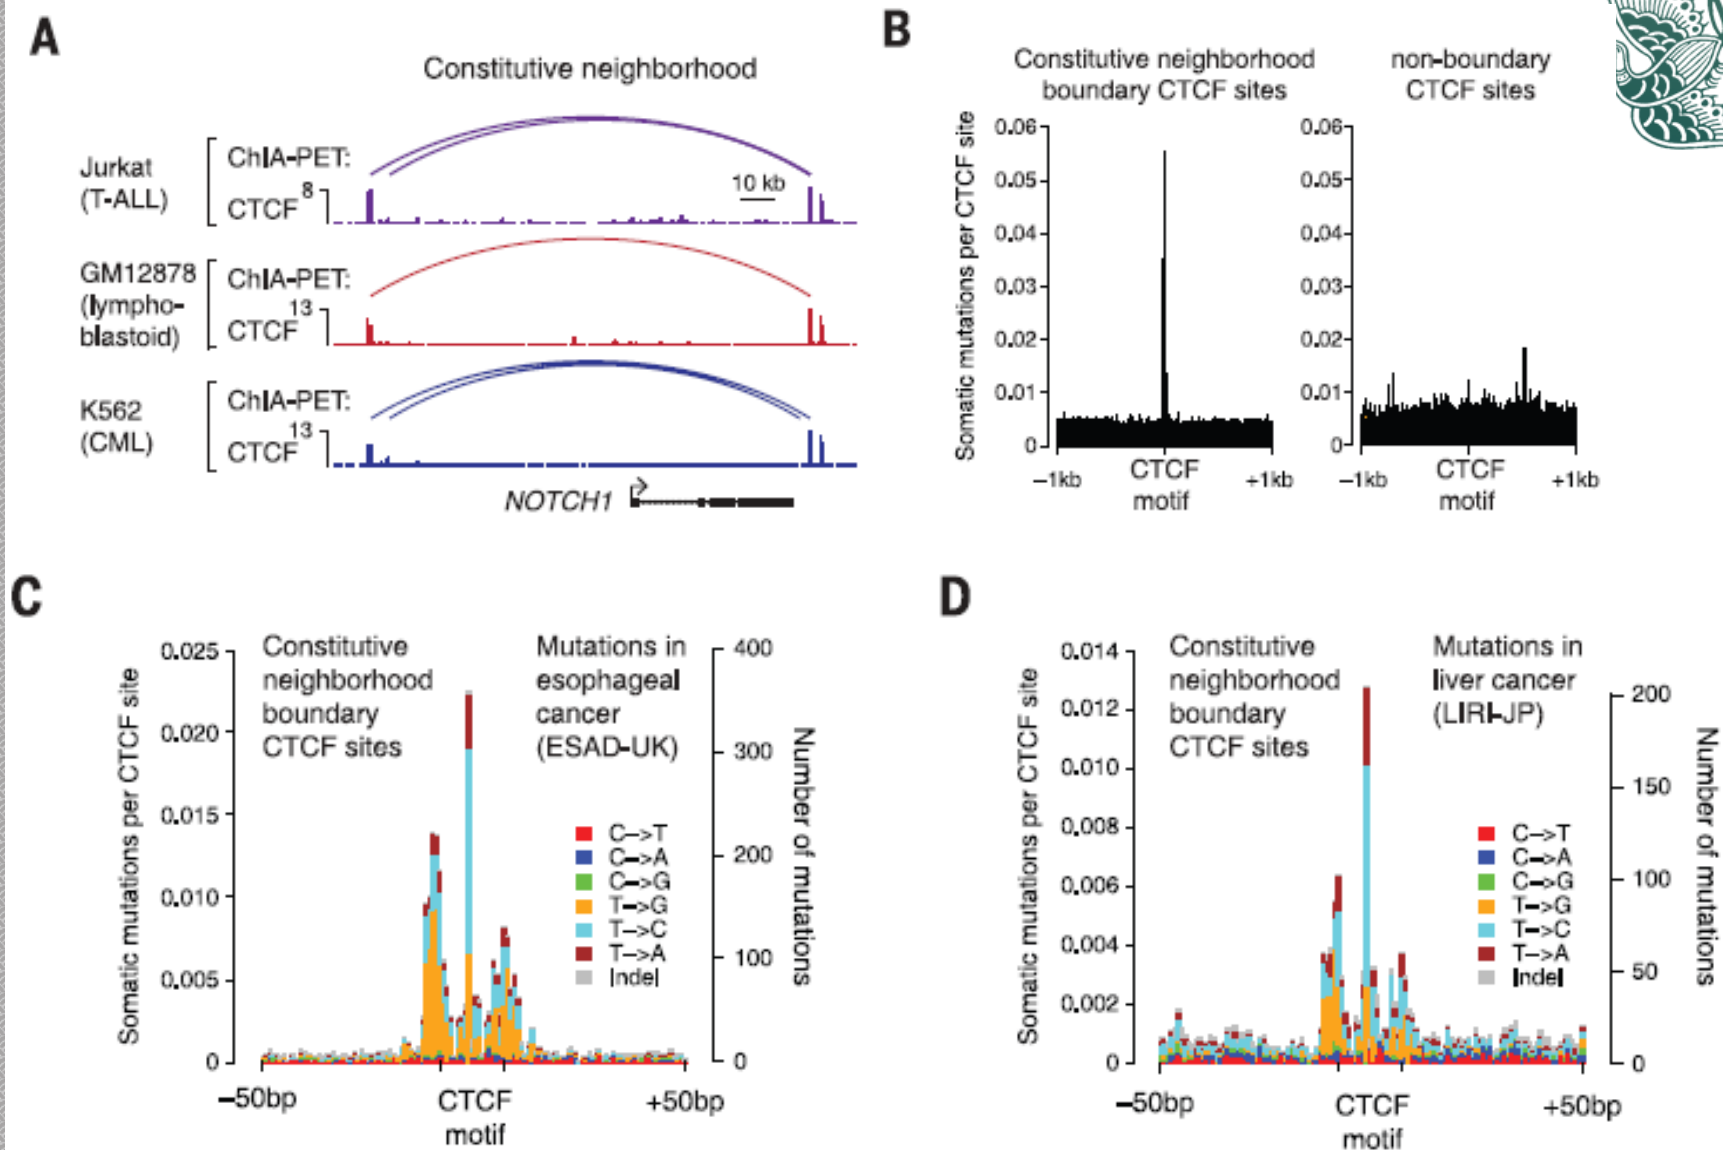 A
Constitutive neighborhood
Jurkat
(T-ALL)
ChIA-PET:
8
CTCF
10 kb
GM12878
(lympho-
blastoid)
ChIA-PET:
13
CTCF
K562
(CML)
ChIA-PET:
13
CTCF
NOTCH1
B
Constitutive neighborhood
boundary CTCF sites
non-boundary
CTCF sites
Somatic mutations per CTCF site
0.06
0.05
0.04
0.03
0.02
0.01
0
−1kb
CTCF
motif
+1kb
0.06
0.05
0.04
0.03
0.02
0.01
0
−1kb
CTCF
motif
+1kb
C
Constitutive
neighborhood
boundary
CTCF sites
Mutations in
esophageal
cancer
(ESAD-UK)
Somatic mutations per CTCF site
0.025
0.020
0.015
0.010
0.005
0
400
300
200
100
0
Number of mutations
C−>T
C−>A
C−>G
T−>G
T−>C
T−>A
Indel
−50bp
CTCF
motif
+50bp
D
Constitutive
neighborhood
boundary
CTCF sites
Mutations in
liver cancer
(LIRI-JP)
Somatic mutations per CTCF site
0.014
0.012
0.010
0.008
0.006
0.004
0.002
0
200
150
100
50
0
Number of mutations
C−>T
C−>A
C−>G
T−>G
T−>C
T−>A
Indel
−50bp
CTCF
motif
+50bp